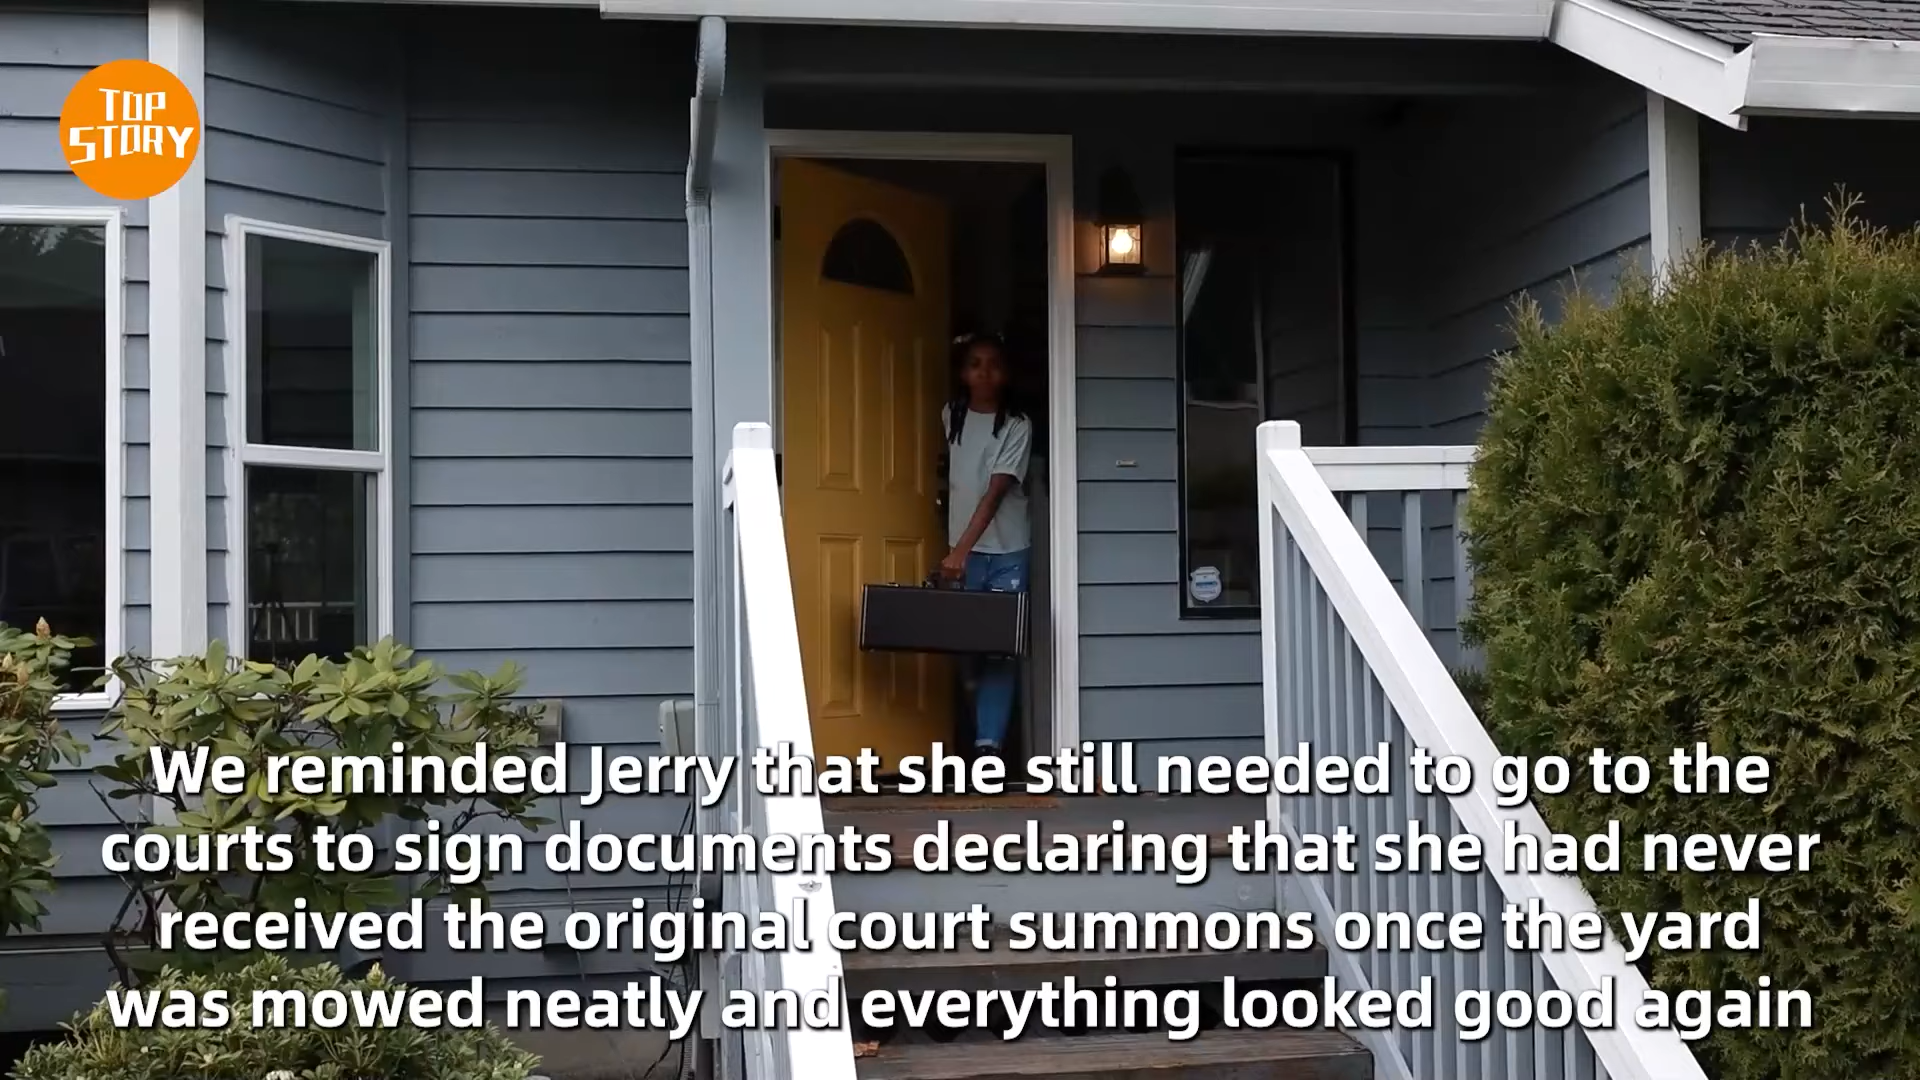 TOP
STORY
We reminded Jerry that she still needed to go to the
courts to sign documents declaring that she had never
received the original court summons once the yard
was mowed neatly and everything looked good again